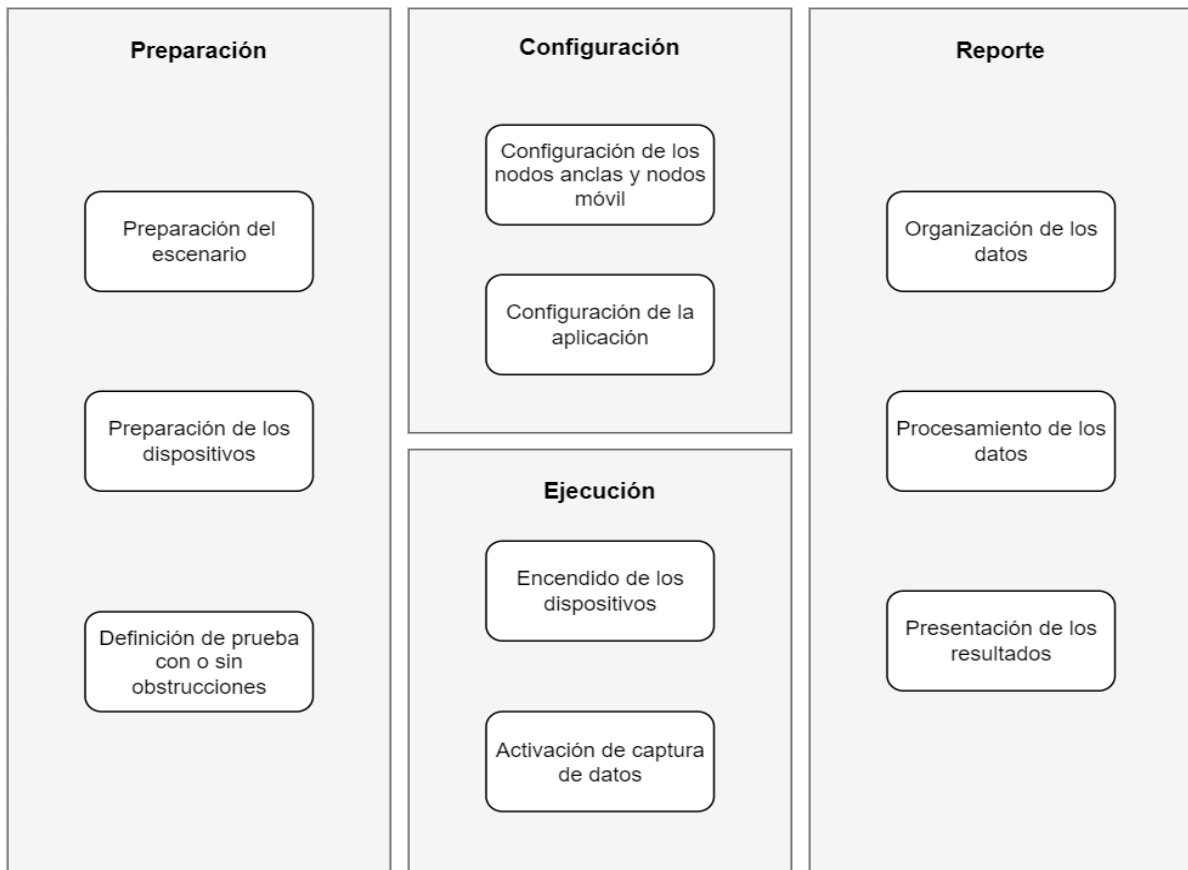 Preparación
Preparación del
escenario
Preparación de los
dispositivos
Definición de prueba
con o sin
obstrucciones
Configuración
Configuración de los
nodos anclas y nodos
móvil
Configuración de la
aplicación
Ejecución
Encendido de los
dispositivos
Activación de captura
de datos
Reporte
Organización de los
datos
Procesamiento de los
datos
Presentación de los
resultados